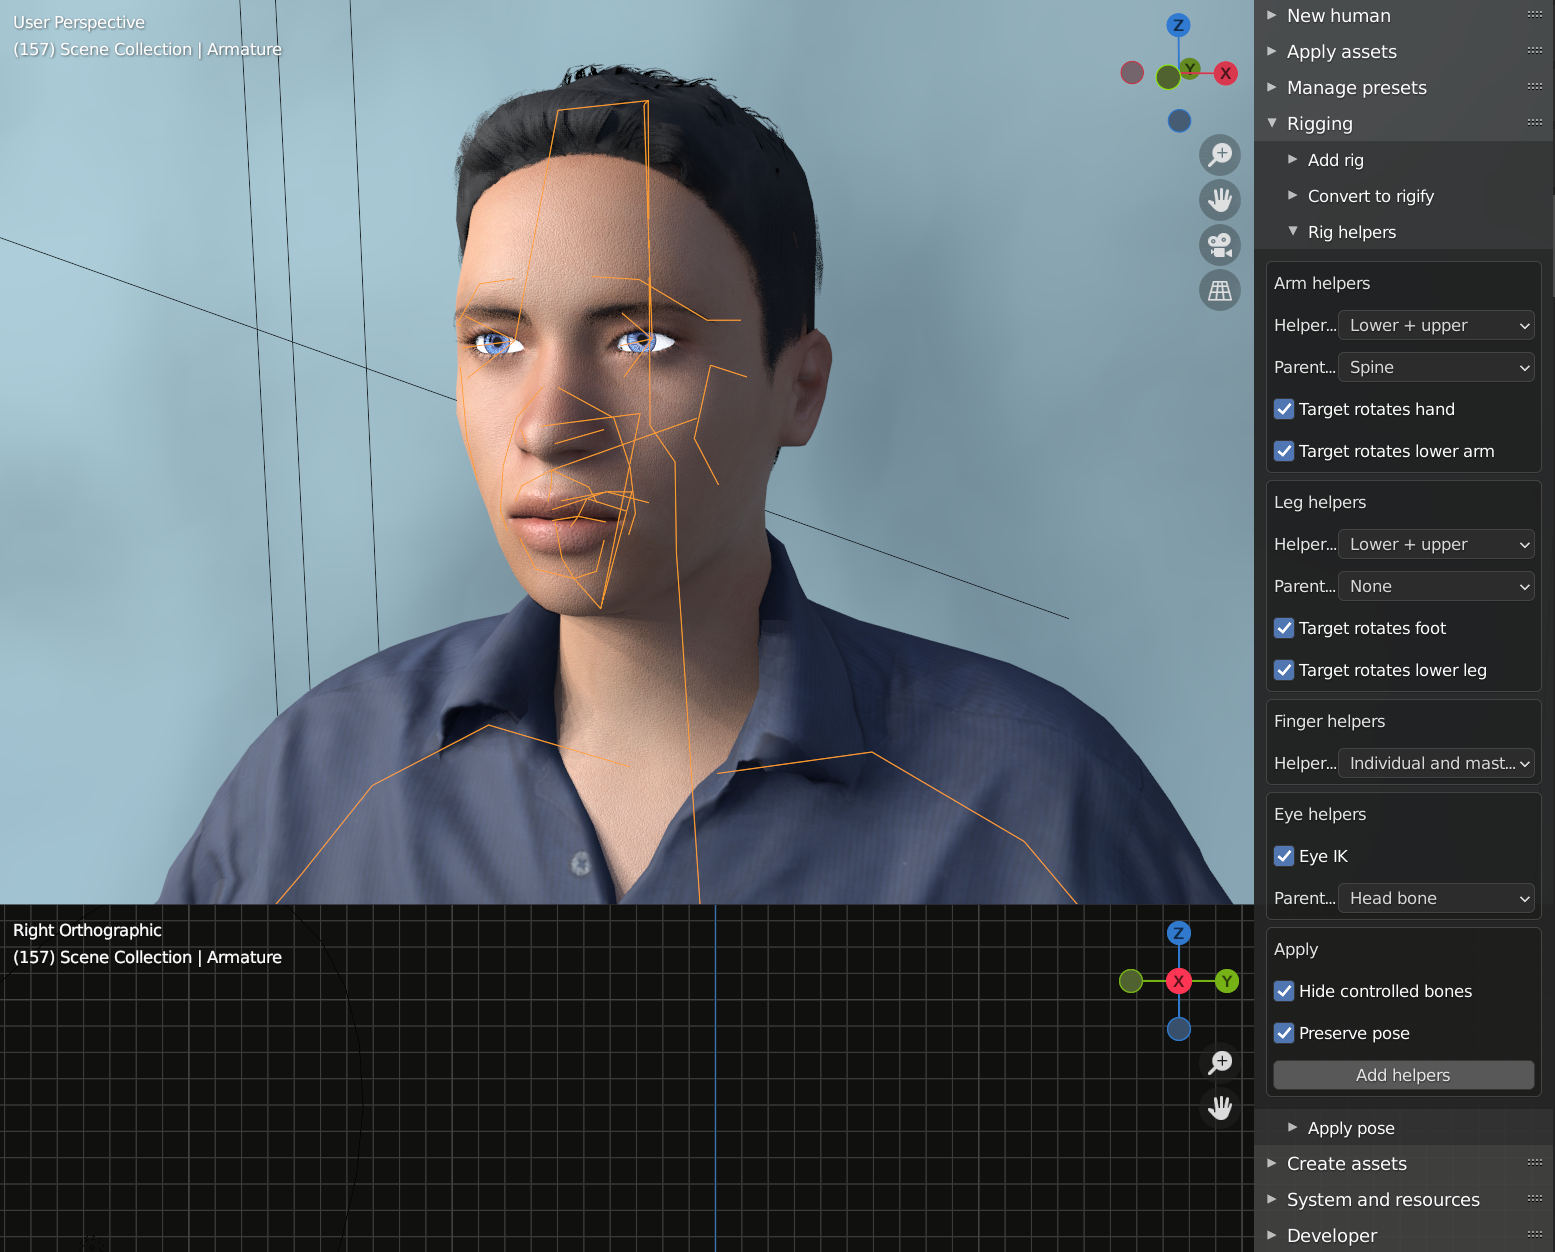 User Perspective
(157) Scene Collection | Armature
Z
Y
X
New human
Apply assets
Manage presets
Rigging
Add rig
Convert to rigify
Rig helpers
Arm helpers
Helper... Lower + upper
Parent... Spine
Target rotates hand
Target rotates lower arm
Leg helpers
Helper... Lower + upper
Parent... None
Target rotates foot
Target rotates lower leg
Finger helpers
Helper... Individual and mast...
Eye helpers
Eye IK
Parent... Head bone
Apply
Hide controlled bones
Preserve pose
Add helpers
Apply pose
Create assets
System and resources
Developer
Right Orthographic
(157) Scene Collection | Armature
Z
X
Y